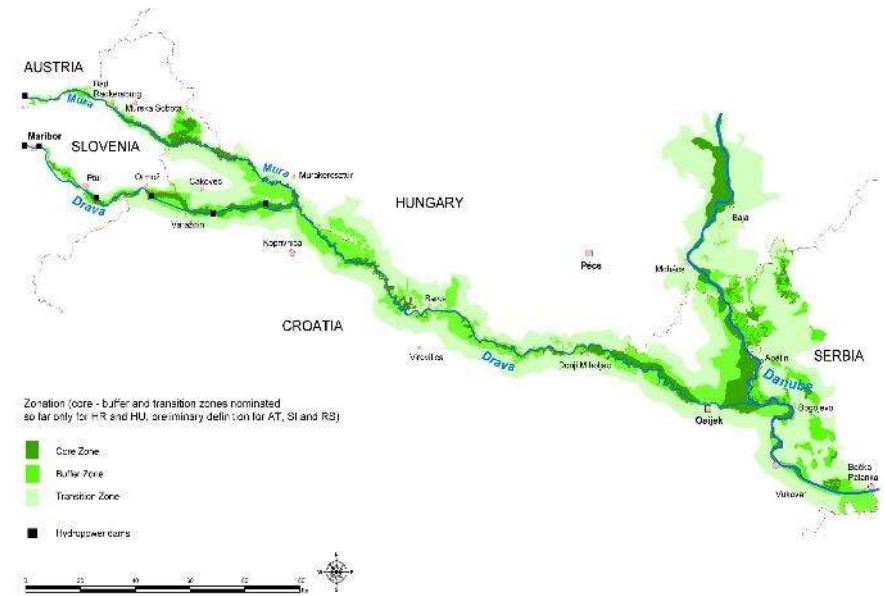 AUSTRIA
Bad
Radkersburg
Mura
Murska Sobota
Maribor
SLOVENIA
Ptuj
Ormož
Čakovec
Mura
Murakeresztúr
Drava
Varaždin
HUNGARY
Koprivnica
Baja
Pécs
Mohács
Barcs
CROATIA
Virovitica
Drava
Donji Miholjac
Apatin
SERBIA
Danube
Bogojevo
Osijek
Bačka
Palanka
Vukovar
Zonation (core - buffer and transition zones nominated
so far only for HR and HU, preliminary definition for AT, SI and RS)
Core Zone
Buffer Zone
Transition Zone
Hydropower dams